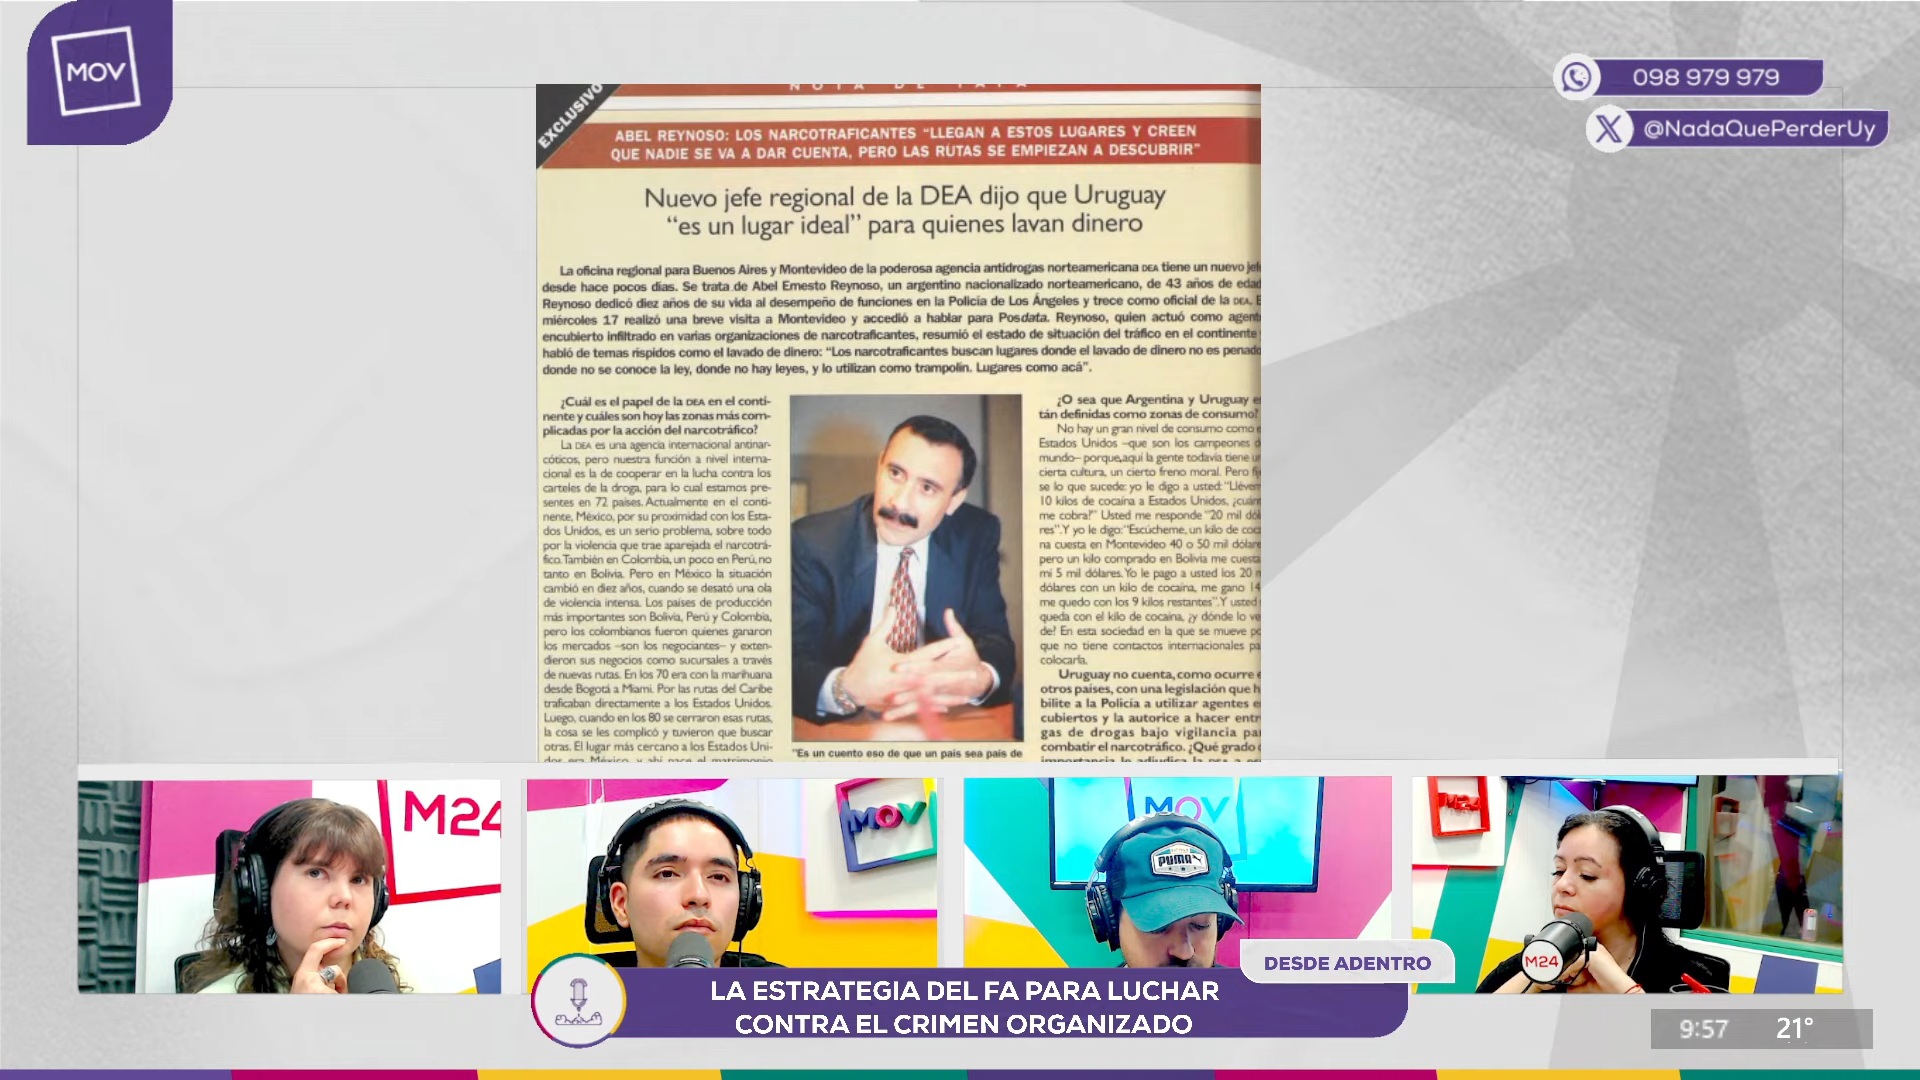 MOV
098 979 979
@NadaQuePerderUy
NOTA DE TAPA
EXCLUSIVO
ABEL REYNOSO: LOS NARCOTRAFICANTES "LLEGAN A ESTOS LUGARES Y CREEN
QUE NADIE SE VA A DAR CUENTA, PERO LAS RUTAS SE EMPIEZAN A DESCUBRIR"
Nuevo jefe regional de la DEA dijo que Uruguay
"es un lugar ideal" para quienes lavan dinero
La oficina regional para Buenos Aires y Montevideo de la poderosa agencia antidrogas norteamericana DEA tiene un nuevo
desde hace pocos días. Se trata de Abel Ernesto Reynoso, un argentino nacionalizado norteamericano, de 43 años de
Reynoso dedicó diez años de su vida al desempeño de funciones en la Policía de Los Ángeles y trece como oficial de la DEA.
miércoles 17 realizó una breve visita a Montevideo y accedió a hablar para Posdata. Reynoso, quien actuó como
encubierto infiltrado en varias organizaciones de narcotraficantes, resumió el estado de situación del tráfico en el continente
habló de temas ríspidos como el lavado de dinero: "Los narcotraficantes buscan lugares donde el lavado de dinero no es
donde no se conoce la ley, donde no hay leyes, y lo utilizan como trampolín. Lugares como acá".
¿Cuál es el papel de la DEA en el conti-
nente y cuáles son hoy las zonas más com-
plicadas por la acción del narcotráfico?
La DEA es una agencia internacional antinar-
cóticos, pero nuestra función a nivel interna-
cional es la de cooperar en la lucha contra los
carteles de la droga, para lo cual estamos pre-
sentes en 72 países. Actualmente en el conti-
nente, México, por su proximidad con los Esta-
dos Unidos, es un serio problema, sobre todo
por la violencia que trae aparejada el narcotrá-
fico. También en Colombia, un poco en Perú, no
tanto en Bolivia. Pero en México la situación
cambió en diez años, cuando se desató una ola
de violencia intensa. Los países de producción
más importantes son Bolivia, Perú y Colombia,
pero los colombianos fueron quienes ganaron
los mercados –son los negociantes– y exten-
dieron sus negocios como sucursales a través
de nuevas rutas. En los 70 era con la marihuana
desde Bogotá a Miami. Por las rutas del Caribe
traficaban directamente a los Estados Unidos.
Luego, cuando en los 80 se cerraron esas rutas,
la cosa se les complicó y tuvieron que buscar
otras. El lugar más cercano a los Estados Uni-
dos era México, y ahí nace el matrimonio
"Es un cuento eso de que un país sea país de
¿O sea que Argentina y Uruguay
tán definidas como zonas de consumo?
No hay un gran nivel de consumo como
Estados Unidos –que son los campeones
mundo– porque,aquí la gente todavía tiene
cierta cultura, un cierto freno moral. Pero
se lo que sucede: yo le digo a usted: "Lléven
10 kilos de cocaína a Estados Unidos,
me cobra?" Usted me responde "20 mil
res".Y yo le digo:"Escúcheme, un kilo de
na cuesta en Montevideo 40 o 50 mil
pero un kilo comprado en Bolivia me cuesta
mi 5 mil dólares. Yo le pago a usted los 20
dólares con un kilo de cocaína, me gano 14
me quedo con los 9 kilos restantes".Y usted
queda con el kilo de cocaína, ¿y dónde lo
de? En esta sociedad en la que se mueve
que no tiene contactos internacionales
colocarla.
Uruguay no cuenta, como ocurre
otros países, con una legislación que
bilite a la Policía a utilizar agentes
cubiertos y la autorice a hacer
gas de drogas bajo vigilancia
combatir el narcotráfico. ¿Qué grado
importancia le adjudica la DEA a
M24
MOV
MOV
PUMA
M24
M24
DESDE ADENTRO
LA ESTRATEGIA DEL FA PARA LUCHAR
CONTRA EL CRIMEN ORGANIZADO
9:57 21°